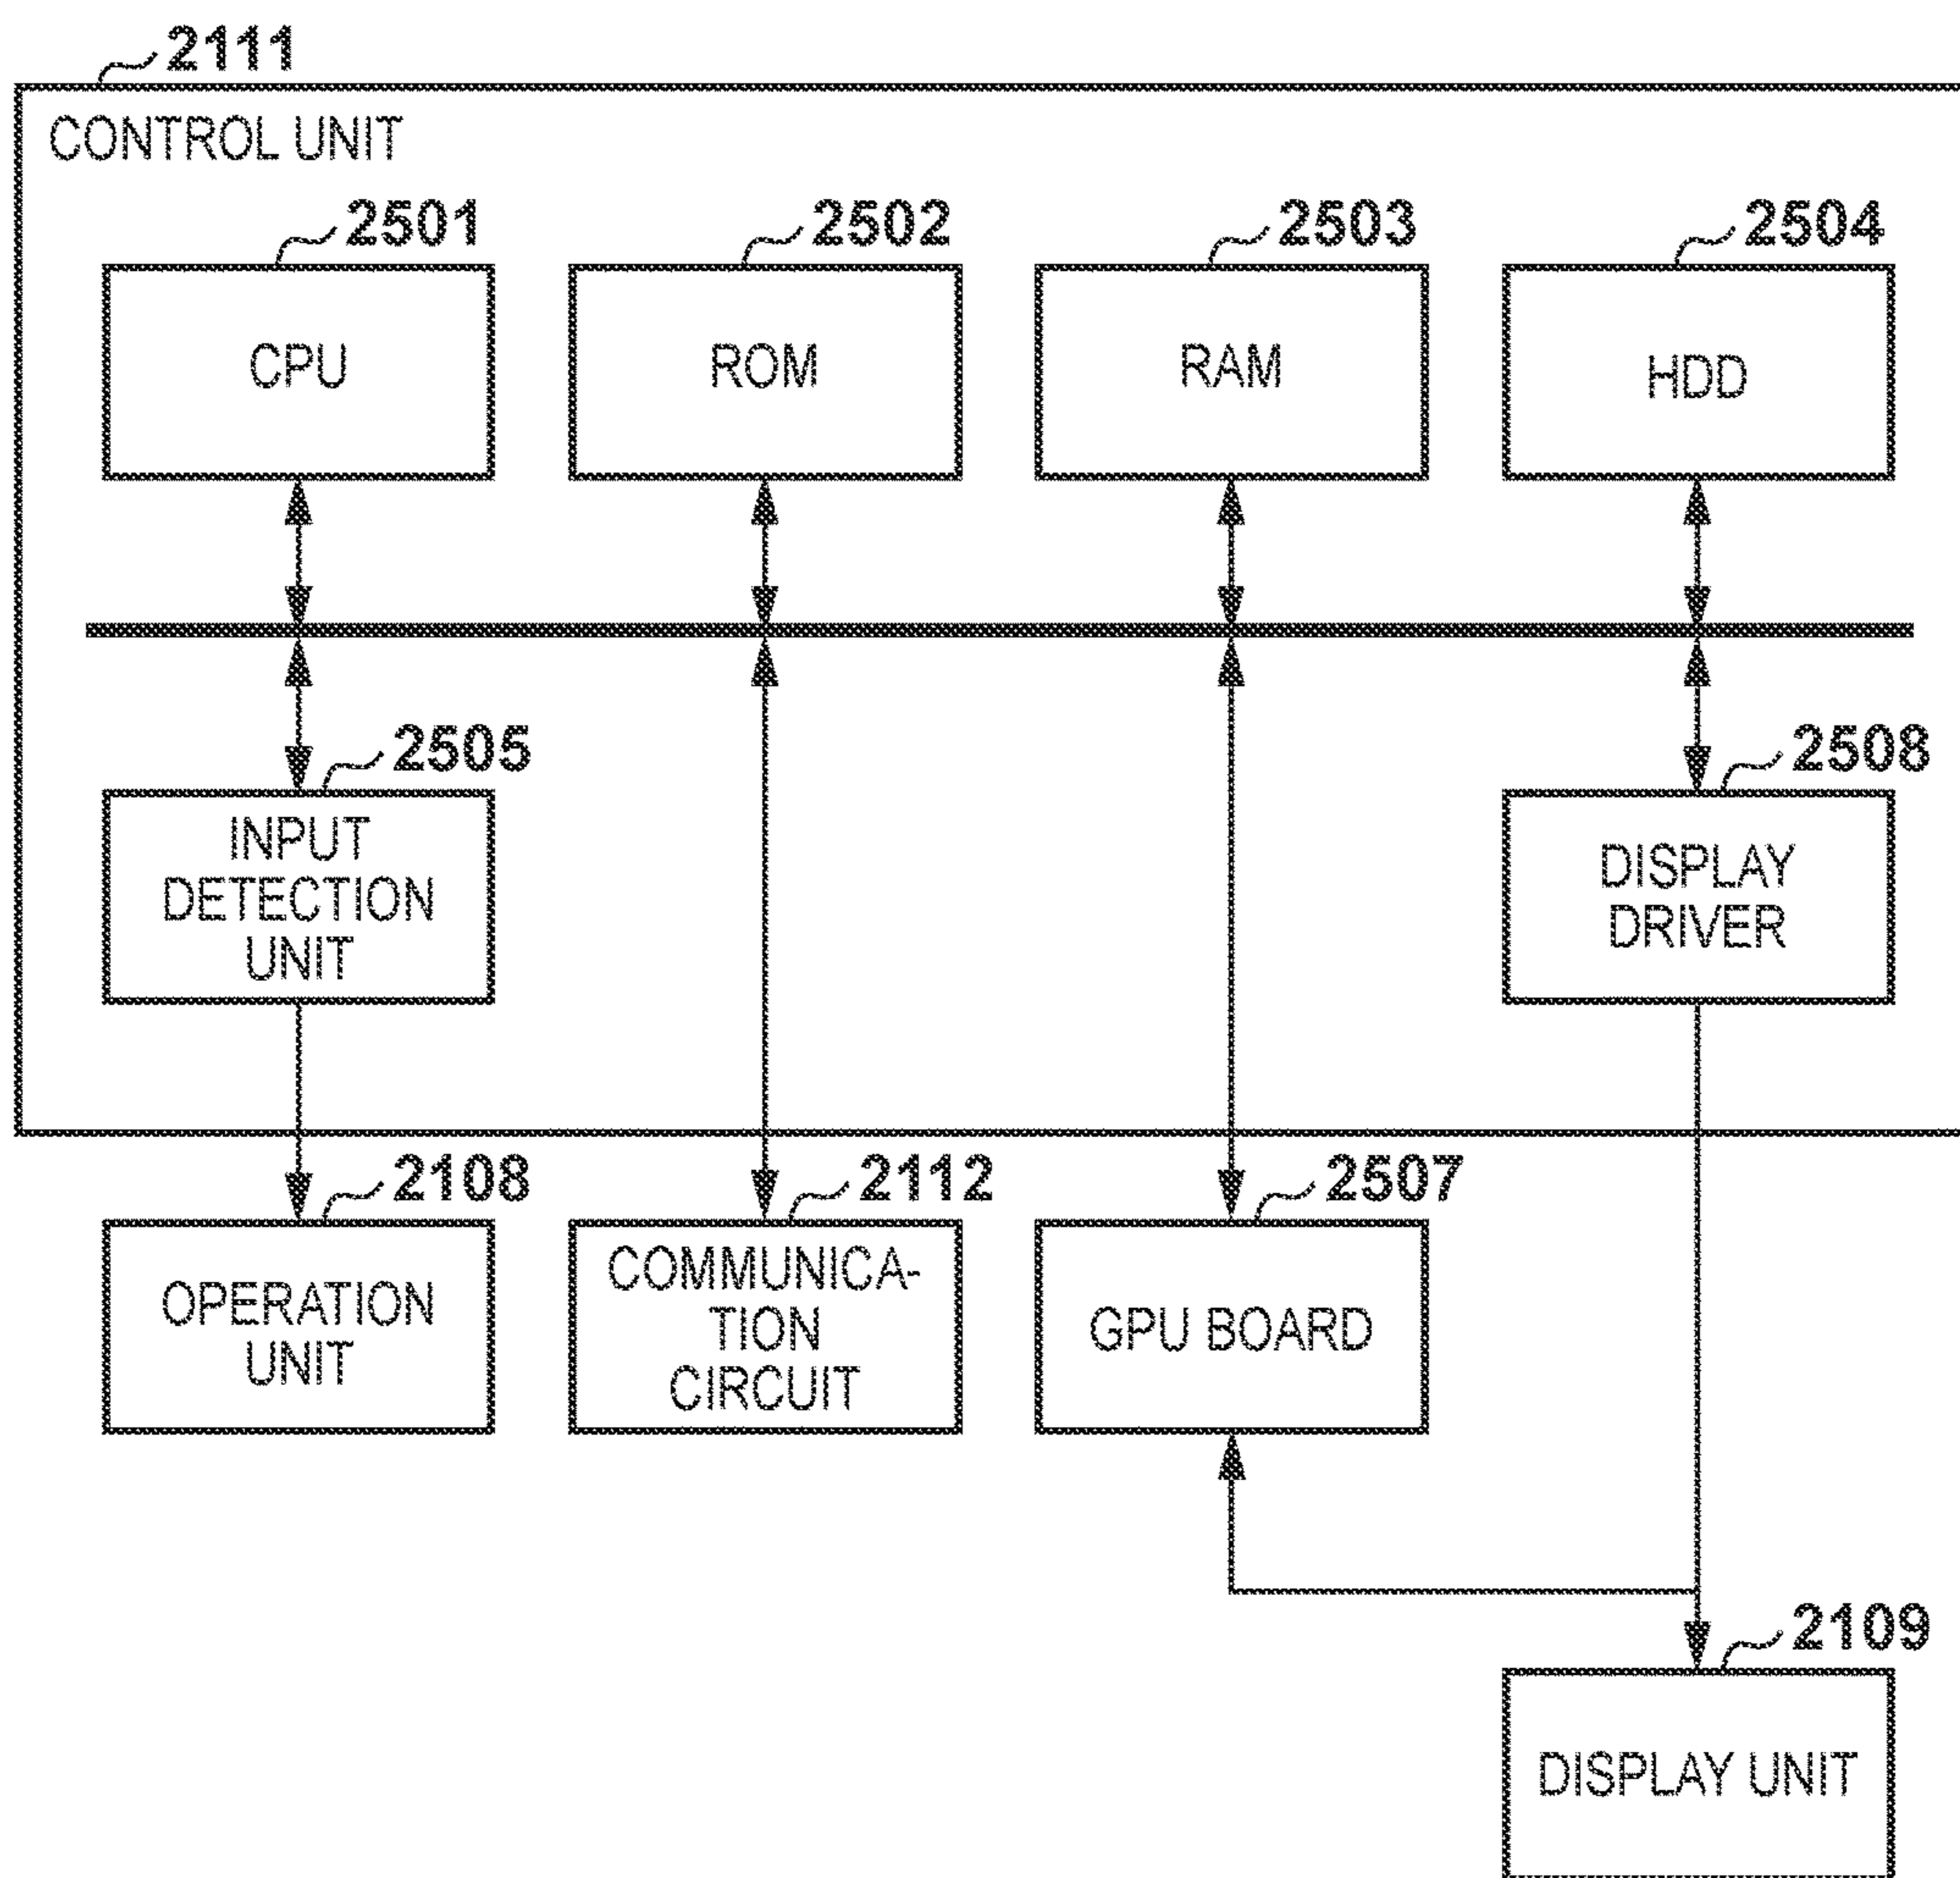 2111
CONTROL UNIT
2501
2502
2503
2504
CPU
ROM
RAM
HDD
2505
2508
INPUT
DETECTION
UNIT
DISPLAY
DRIVER
2108
2112
2507
OPERATION
UNIT
COMMUNICA-
TION
CIRCUIT
GPU BOARD
2109
DISPLAY UNIT